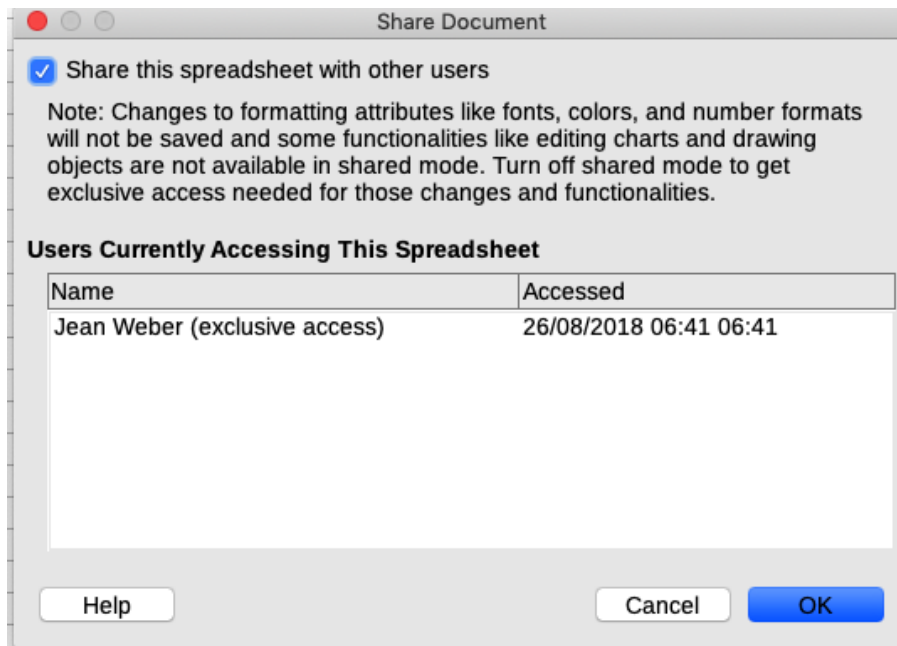 Share Document
Share this spreadsheet with other users
Note: Changes to formatting attributes like fonts, colors, and number formats
will not be saved and some functionalities like editing charts and drawing
objects are not available in shared mode. Turn off shared mode to get
exclusive access needed for those changes and functionalities.
Users Currently Accessing This Spreadsheet
Name Accessed
Jean Weber (exclusive access) 26/08/2018 06:41 06:41
Help Cancel OK